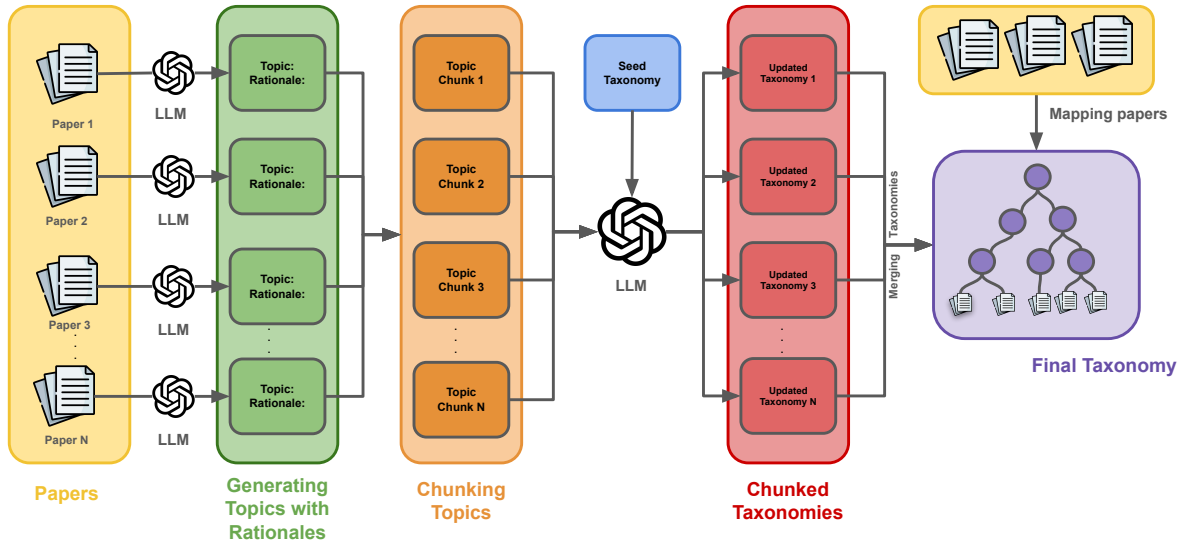 Paper 1
Paper 2
Paper 3
. . . . .
Paper N
Papers
LLM
LLM
LLM
LLM
Topic:
Rationale:
Topic:
Rationale:
Topic:
Rationale:
. . . .
Topic:
Rationale:
Generating
Topics with
Rationales
Topic
Chunk 1
Topic
Chunk 2
Topic
Chunk 3
. . . .
Topic
Chunk N
Chunking
Topics
Seed
Taxonomy
LLM
Updated
Taxonomy 1
Updated
Taxonomy 2
Updated
Taxonomy 3
. . . .
Updated
Taxonomy N
Chunked
Taxonomies
Merging Taxonomies
Mapping papers
Final Taxonomy